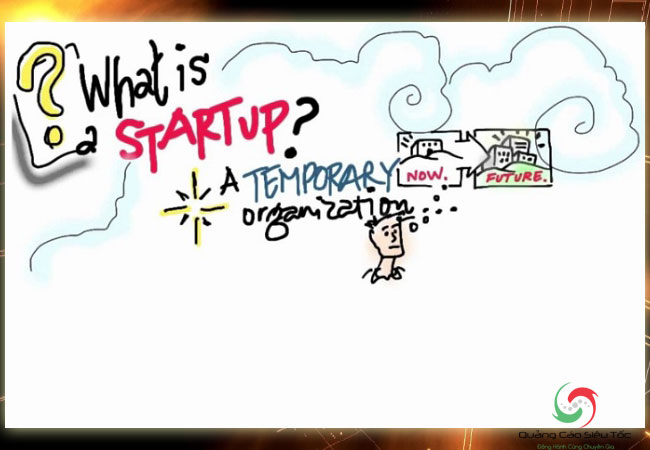 ? What is
a STARTUP?
A TEMPORARY
organization
NOW.
FUTURE.
Quảng Cáo Siêu Tốc
Đồng Hành Cùng Chuyên Gia